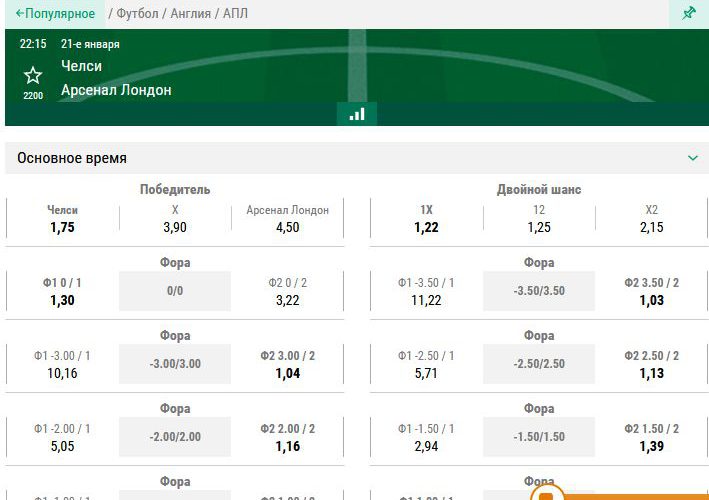 ←Популярное / Футбол / Англия / АПЛ
22:15 21-е января
Челси
Арсенал Лондон
2200
Основное время
Победитель
Челси X Арсенал Лондон
1,75 3,90 4,50
Двойной шанс
1X 12 X2
1,22 1,25 2,15
Фора
Ф1 0 / 1 0/0 Ф2 0 / 2
1,30 3,22
Фора
Ф1 -3.50 / 1 -3.50/3.50 Ф2 3.50 / 2
11,22 1,03
Фора
Ф1 -3.00 / 1 -3.00/3.00 Ф2 3.00 / 2
10,16 1,04
Фора
Ф1 -2.50 / 1 -2.50/2.50 Ф2 2.50 / 2
5,71 1,13
Фора
Ф1 -2.00 / 1 -2.00/2.00 Ф2 2.00 / 2
5,05 1,16
Фора
Ф1 -1.50 / 1 -1.50/1.50 Ф2 1.50 / 2
2,94 1,39
Фора
Фора